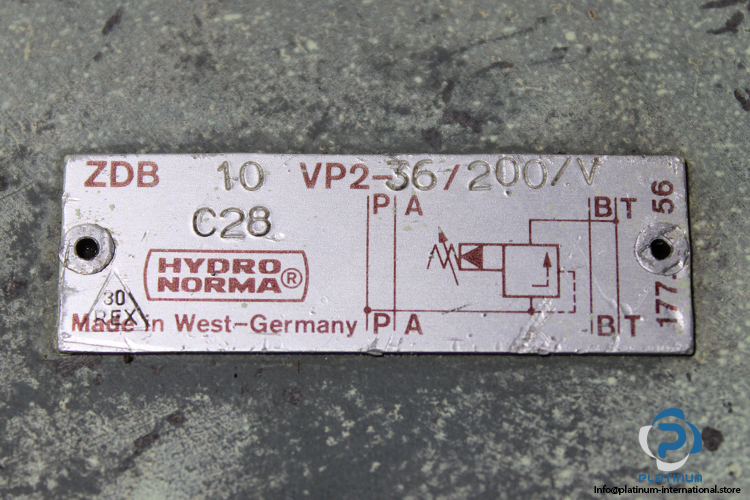 ZDB 10 VP2-36/200/V
C28
P A B T
HYDRO
NORMA®
30
REX
Made in West-Germany
P A B T
177 56
PLATINUM
INTERNATIONAL
Info@platinum-international.store